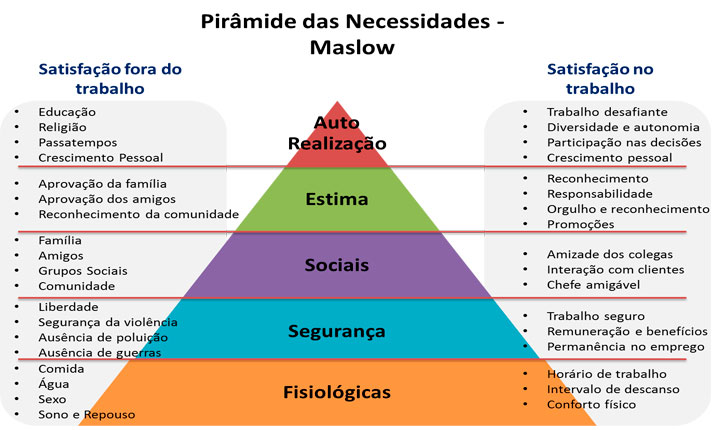 Pirâmide das Necessidades -
Maslow
Satisfação fora do
trabalho
• Educação
• Religião
• Passatempos
• Crescimento Pessoal
• Aprovação da família
• Aprovação dos amigos
• Reconhecimento da comunidade
• Família
• Amigos
• Grupos Sociais
• Comunidade
• Liberdade
• Segurança da violência
• Ausência de poluição
• Ausência de guerras
• Comida
• Água
• Sexo
• Sono e Repouso
Auto
Realização
Estima
Sociais
Segurança
Fisiológicas
Satisfação no
trabalho
• Trabalho desafiante
• Diversidade e autonomia
• Participação nas decisões
• Crescimento pessoal
• Reconhecimento
• Responsabilidade
• Orgulho e reconhecimento
• Promoções
• Amizade dos colegas
• Interação com clientes
• Chefe amigável
• Trabalho seguro
• Remuneração e benefícios
• Permanência no emprego
• Horário de trabalho
• Intervalo de descanso
• Conforto físico